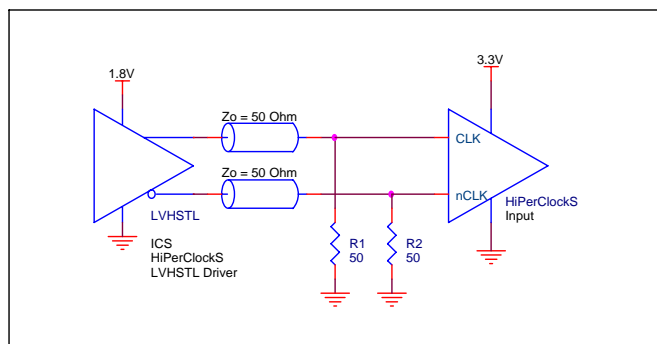 1.8V
3.3V
Zo = 50 Ohm
CLK
Zo = 50 Ohm
nCLK
LVHSTL
HiPerClockS
Input
ICS
HiPerClockS
LVHSTL Driver
R1
50
R2
50